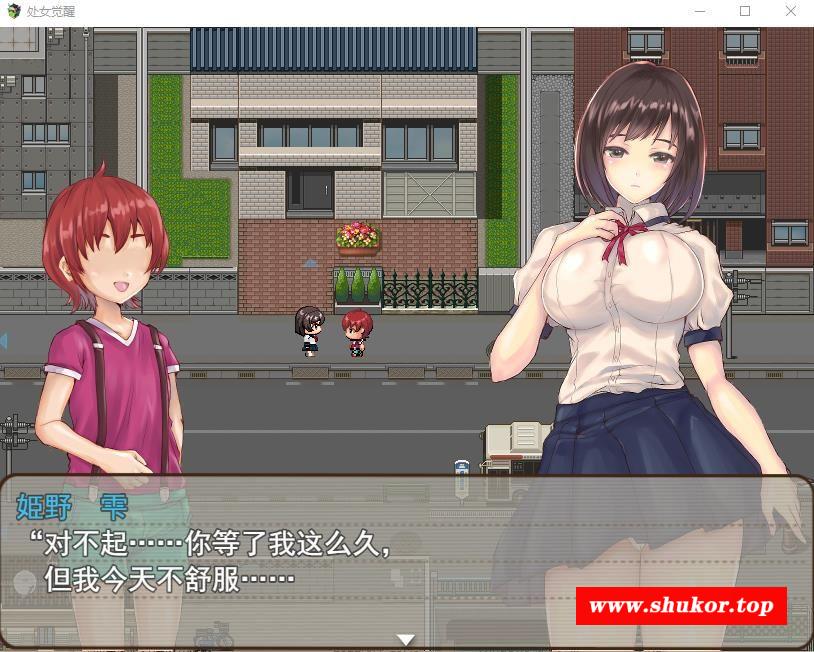 处女觉醒
姫野　雫
“对不起……你等了我这么久，
但我今天不舒服……
www.shukor.top